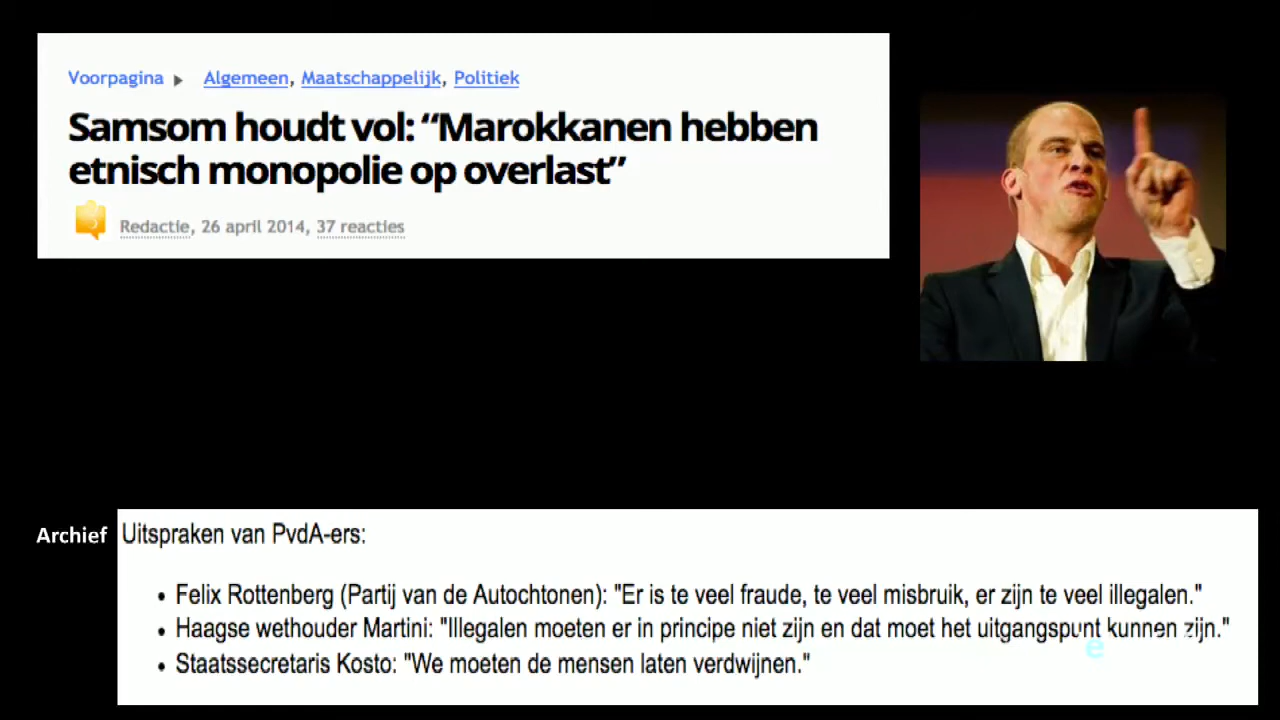 Voorpagina ▶ Algemeen, Maatschappelijk, Politiek
Samsom houdt vol: “Marokkanen hebben
etnisch monopolie op overlast”
Redactie, 26 april 2014, 37 reacties
Archief
Uitspraken van PvdA-ers:
• Felix Rottenberg (Partij van de Autochtonen): "Er is te veel fraude, te veel misbruik, er zijn te veel illegalen."
• Haagse wethouder Martini: "Illegalen moeten er in principe niet zijn en dat moet het uitgangspunt kunnen zijn."
• Staatssecretaris Kosto: "We moeten de mensen laten verdwijnen."